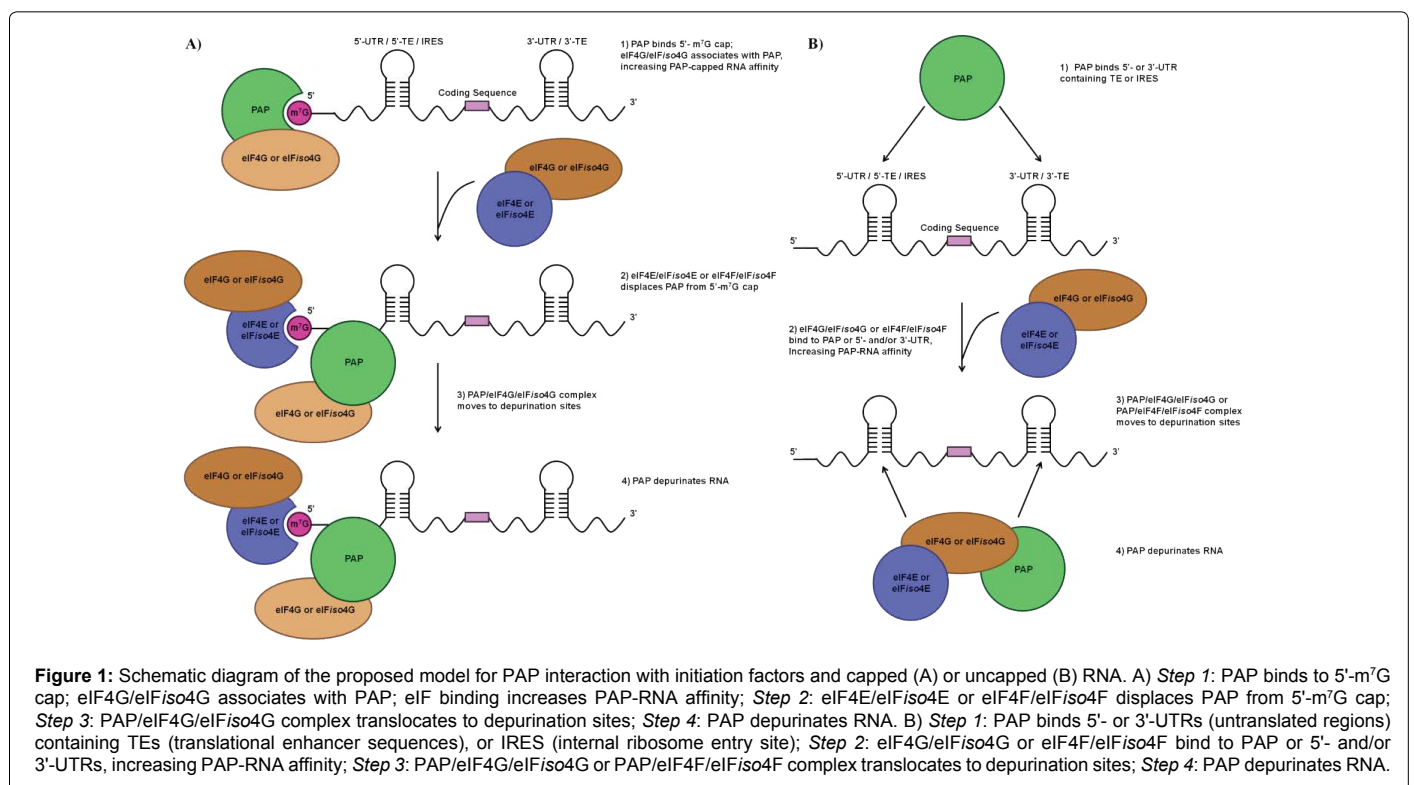 A)
5'-UTR / 5'-TE / IRES
3'-UTR / 3'-TE
1) PAP binds 5'- m⁷G cap;
eIF4G/eIFiso4G associates with PAP,
increasing PAP-capped RNA affinity
5'
PAP
m⁷G
Coding Sequence
3'
eIF4G or eIFiso4G
eIF4G or eIFiso4G
eIF4E or
eIFiso4E
eIF4G or eIFiso4G
2) eIF4E/eIFiso4E or eIF4F/eIFiso4F
displaces PAP from 5'-m⁷G cap
5'
eIF4E or
eIFiso4E
m⁷G
3'
PAP
3) PAP/eIF4G/eIFiso4G complex
moves to depurination sites
eIF4G or eIFiso4G
eIF4G or eIFiso4G
4) PAP depurinates RNA
5'
eIF4E or
eIFiso4E
m⁷G
3'
PAP
eIF4G or eIFiso4G
B)
1) PAP binds 5'- or 3'-UTR
containing TE or IRES
PAP
5'-UTR / 5'-TE / IRES
3'-UTR / 3'-TE
Coding Sequence
5'
3'
eIF4G or eIFiso4G
2) eIF4G/eIFiso4G or eIF4F/eIFiso4F
bind to PAP or 5'- and/or 3'-UTR,
Increasing PAP-RNA affinity
eIF4E or
eIFiso4E
3) PAP/eIF4G/eIFiso4G or
PAP/eIF4F/eIFiso4F complex
moves to depurination sites
5'
3'
eIF4G or eIFiso4G
4) PAP depurinates RNA
eIF4E or
eIFiso4E
PAP
Figure 1: Schematic diagram of the proposed model for PAP interaction with initiation factors and capped (A) or uncapped (B) RNA. A) Step 1: PAP binds to 5'-m⁷G
cap; eIF4G/eIFiso4G associates with PAP; eIF binding increases PAP-RNA affinity; Step 2: eIF4E/eIFiso4E or eIF4F/eIFiso4F displaces PAP from 5'-m⁷G cap;
Step 3: PAP/eIF4G/eIFiso4G complex translocates to depurination sites; Step 4: PAP depurinates RNA. B) Step 1: PAP binds 5'- or 3'-UTRs (untranslated regions)
containing TEs (translational enhancer sequences), or IRES (internal ribosome entry site); Step 2: eIF4G/eIFiso4G or eIF4F/eIFiso4F bind to PAP or 5'- and/or
3'-UTRs, increasing PAP-RNA affinity; Step 3: PAP/eIF4G/eIFiso4G or PAP/eIF4F/eIFiso4F complex translocates to depurination sites; Step 4: PAP depurinates RNA.